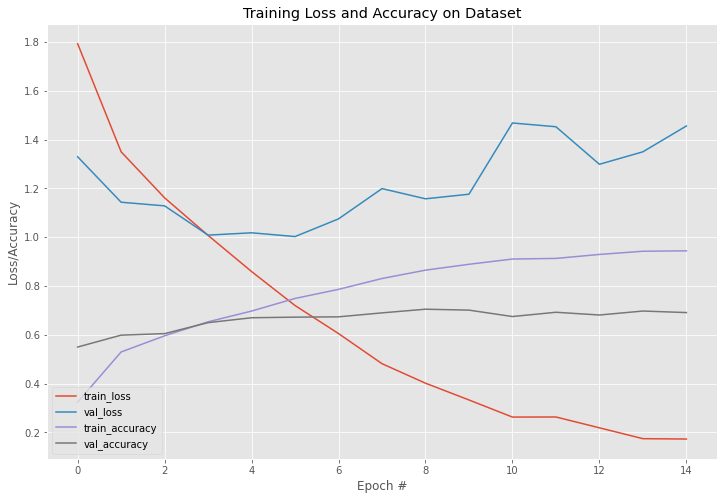 Training Loss and Accuracy on Dataset
1.8
1.6
1.4
1.2
1.0
0.8
0.6
0.4
0.2
Loss/Accuracy
train_loss
val_loss
train_accuracy
val_accuracy
0 2 4 6 8 10 12 14
Epoch #